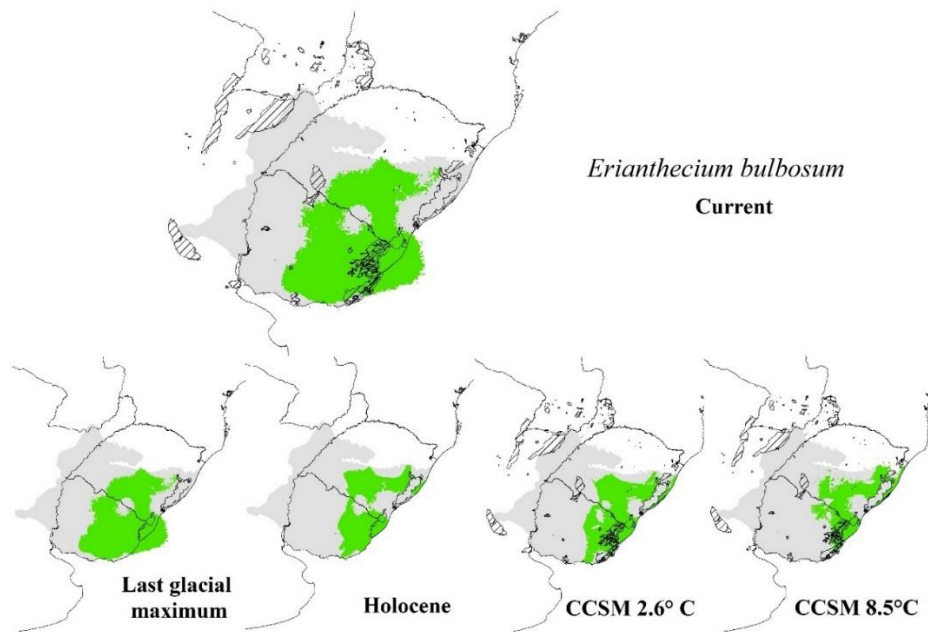 Erianthecium bulbosum
Current
Last glacial
maximum
Holocene
CCSM 2.6° C
CCSM 8.5°C